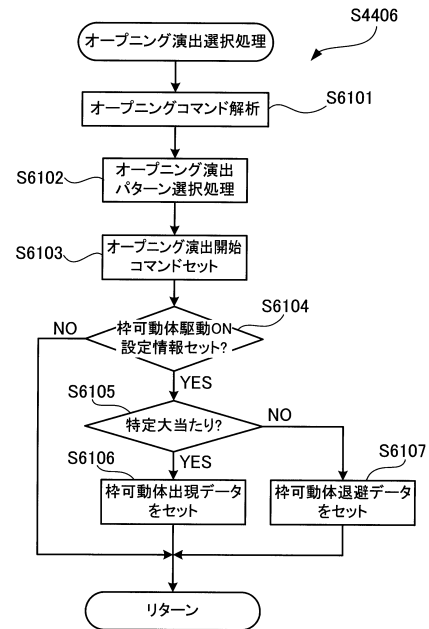 S4406
オープニング演出選択処理
オープニングコマンド解析
S6101
S6102
オープニング演出
パターン選択処理
S6103
オープニング演出開始
コマンドセット
S6104
NO
枠可動体駆動ON
設定情報セット?
YES
S6105
特定大当たり?
NO
S6106
YES
S6107
枠可動体出現データ
をセット
枠可動体退避データ
をセット
リターン